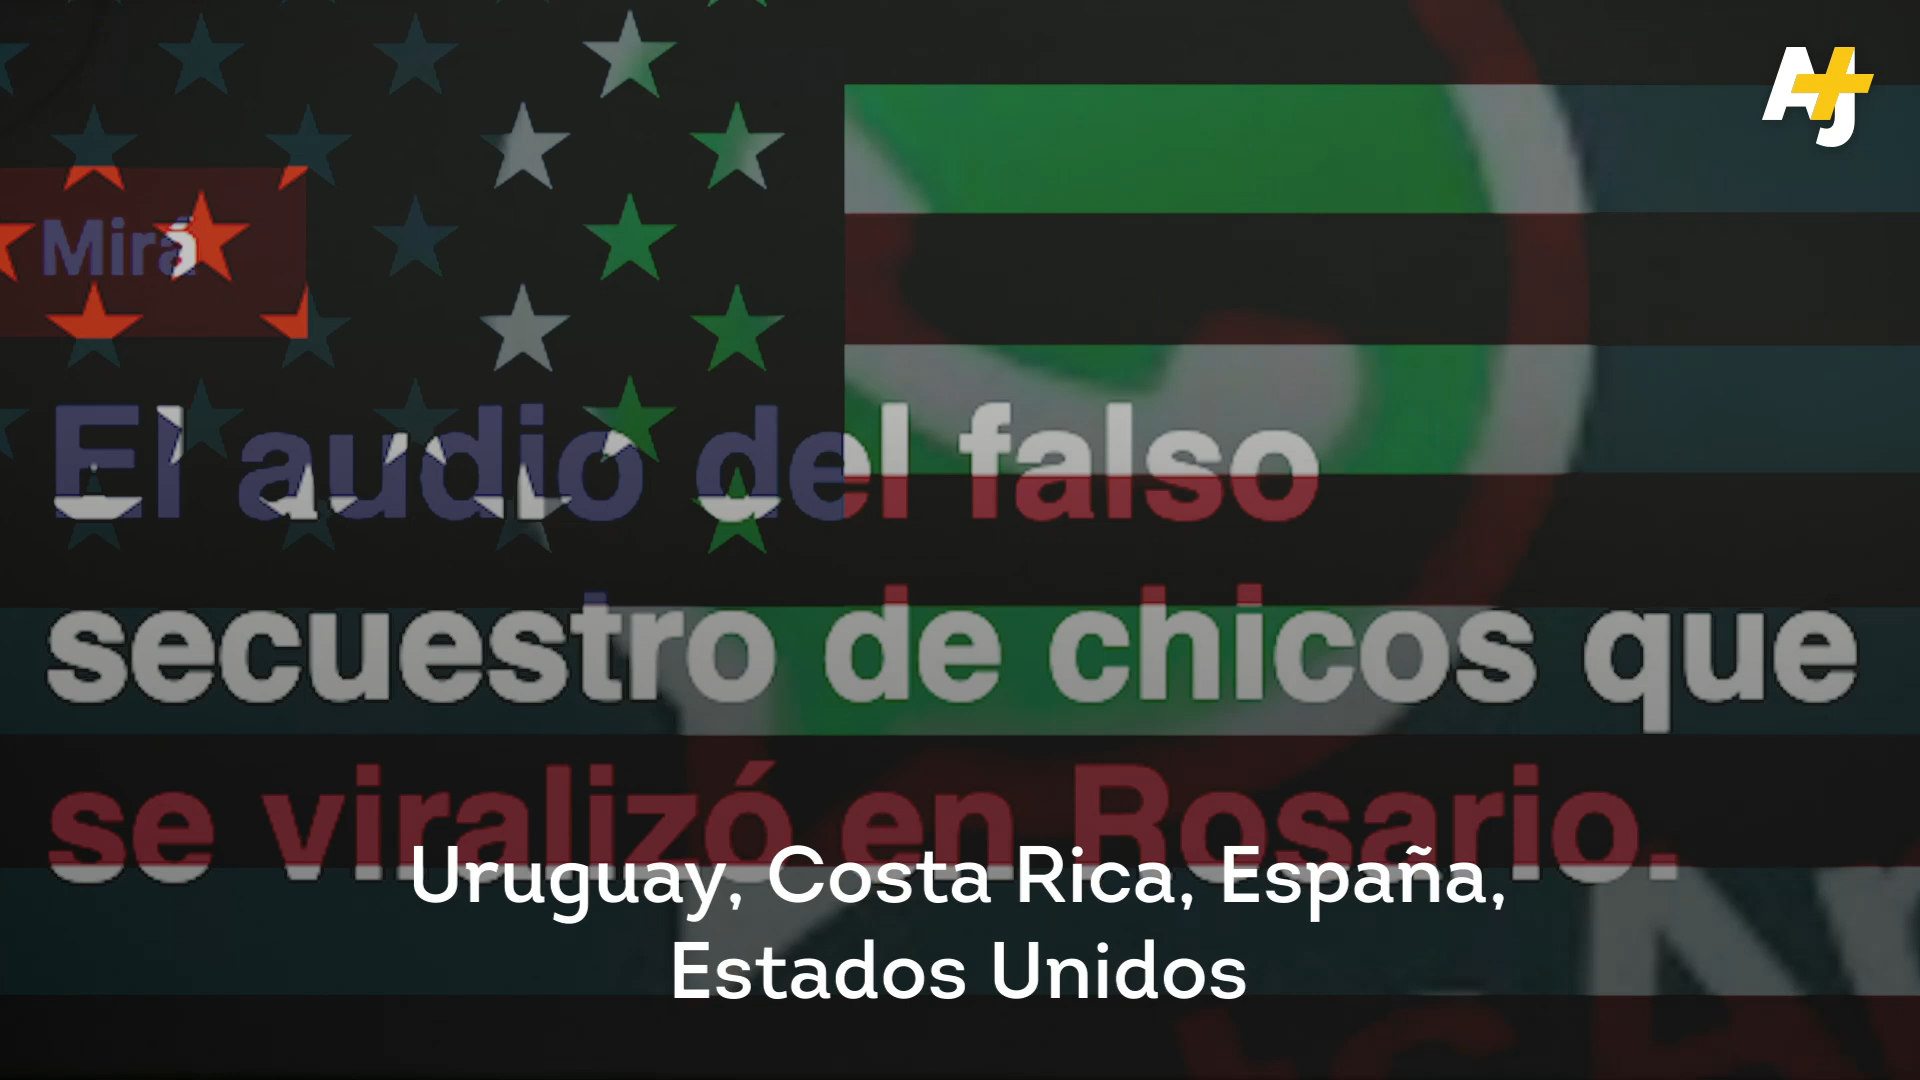 AJ+
Mirá
El audio del falso
secuestro de chicos que
se viralizó en Rosario.
Uruguay, Costa Rica, España,
Estados Unidos